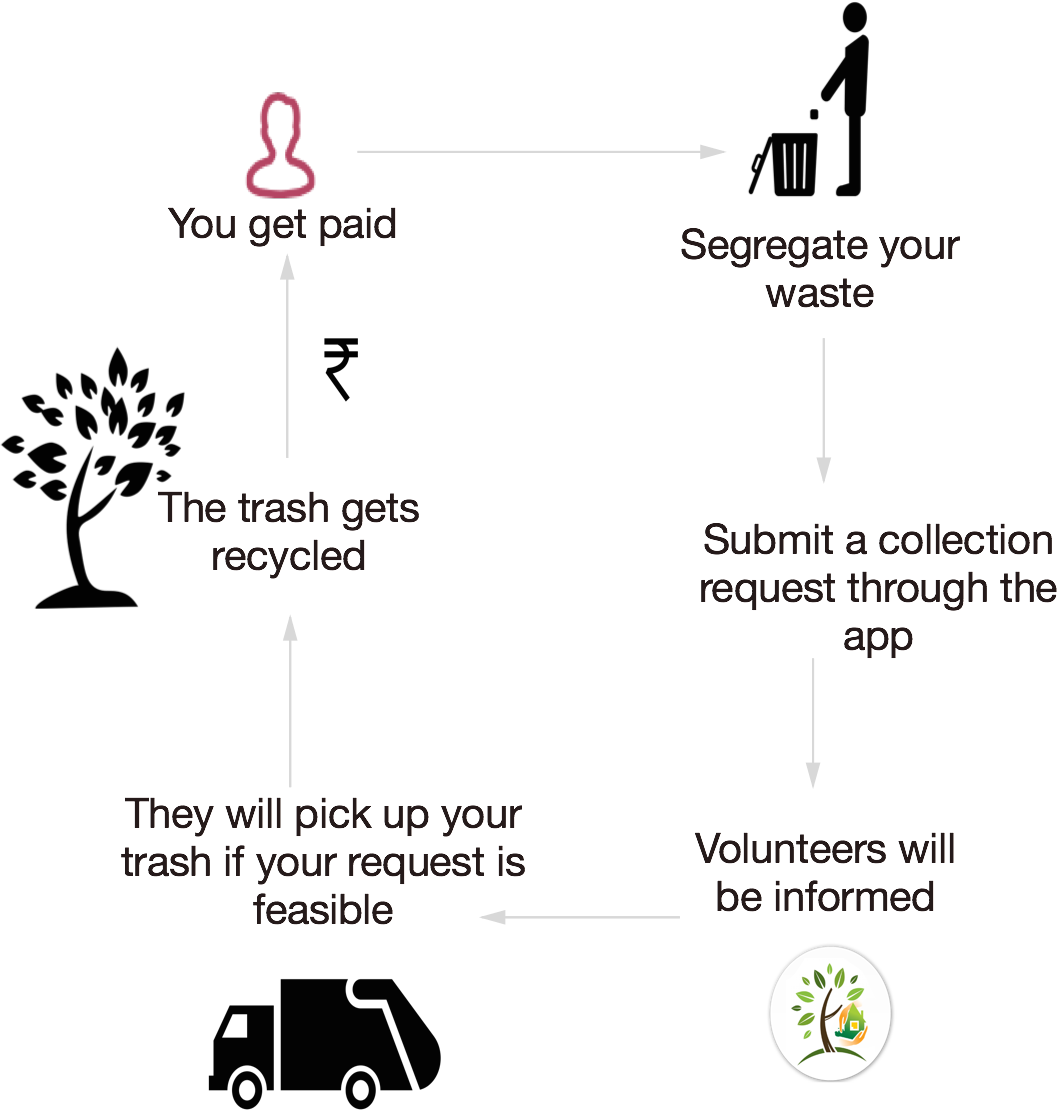 You get paid
Segregate your
waste
₹
The trash gets
recycled
Submit a collection
request through the
app
They will pick up your
trash if your request is
feasible
Volunteers will
be informed